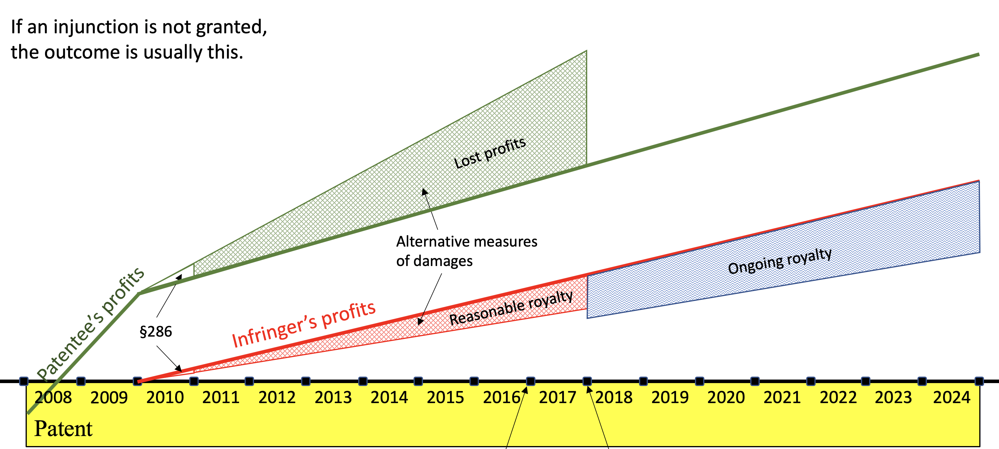 If an injunction is not granted,
the outcome is usually this.
Lost profits
Alternative measures
of damages
Ongoing royalty
Patentee’s profits
§286
Infringer’s profits
Reasonable royalty
2008 2009 2010 2011 2012 2013 2014 2015 2016 2017 2018 2019 2020 2021 2022 2023 2024
Patent